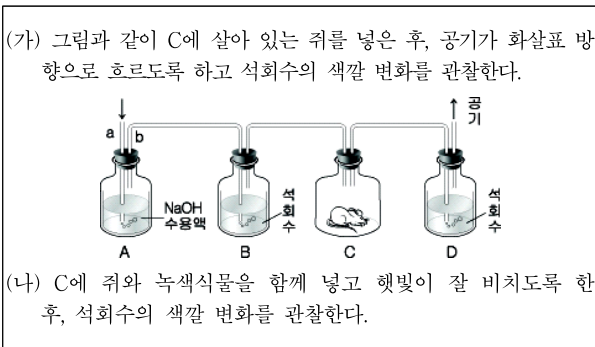 (가) 그림과 같이 C에 살아 있는 쥐를 넣은 후, 공기가 화살표 방
향으로 흐르도록 하고 석회수의 색깔 변화를 관찰한다.
공기
a
b
NaOH
수용액
석회수
석회수
A
B
C
D
(나) C에 쥐와 녹색식물을 함께 넣고 햇빛이 잘 비치도록 한
후, 석회수의 색깔 변화를 관찰한다.